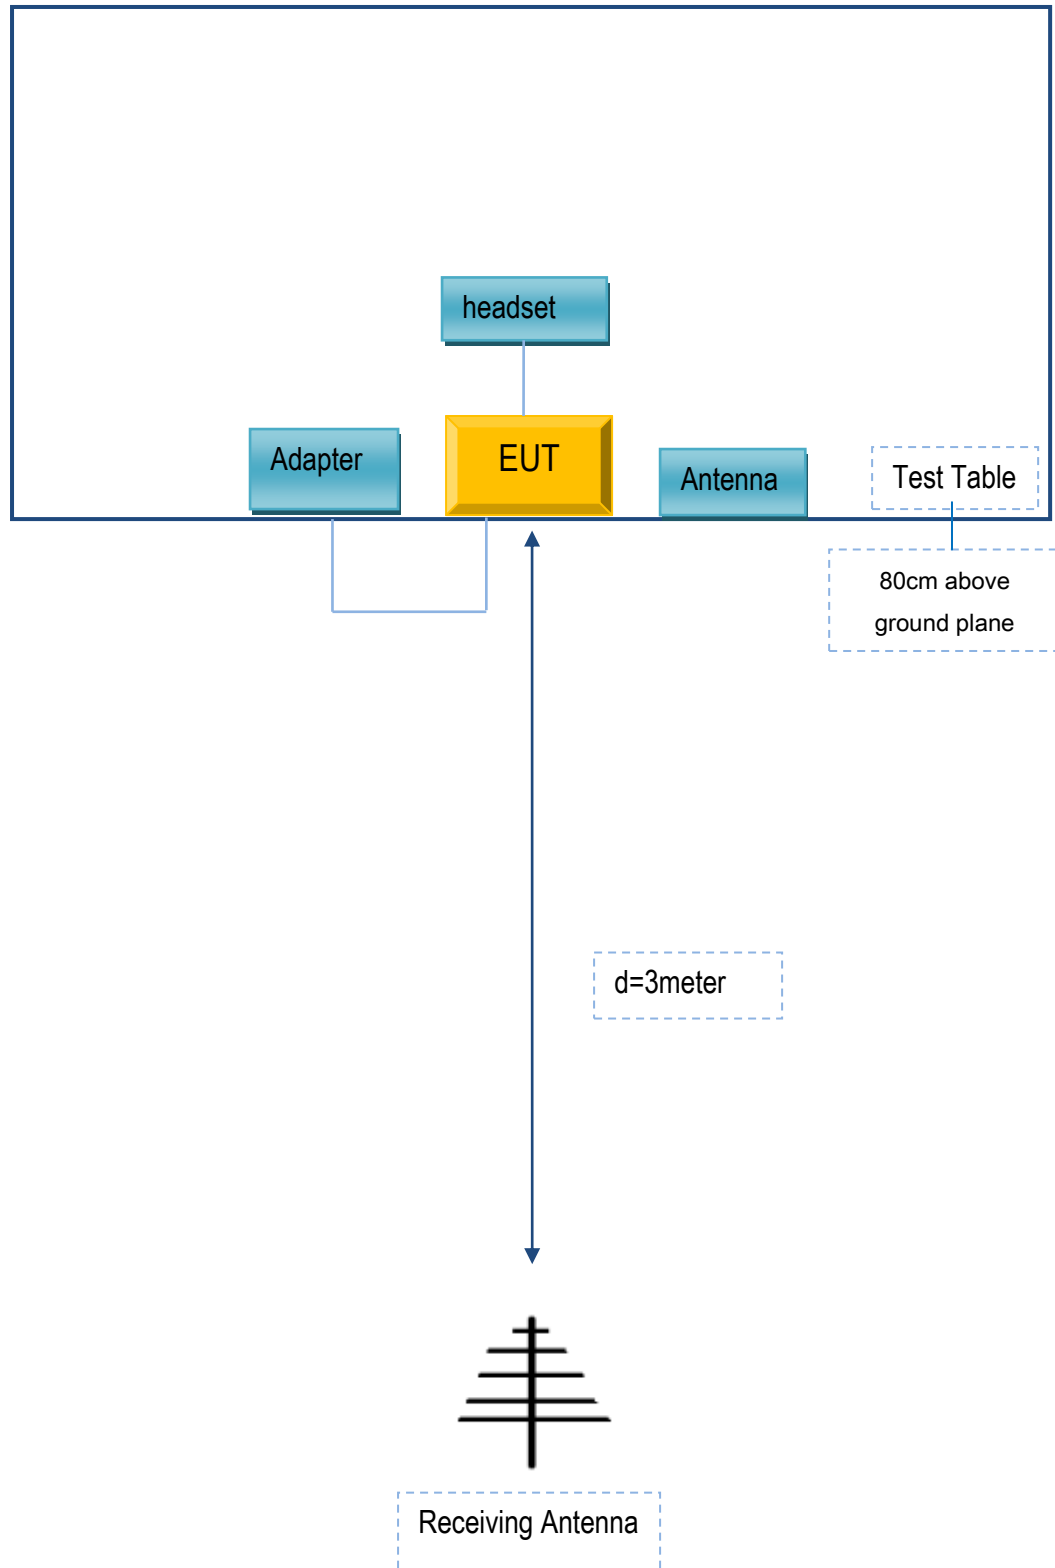 headset
Adapter
EUT
Antenna
Test Table
80cm above
ground plane
d=3meter
Receiving Antenna